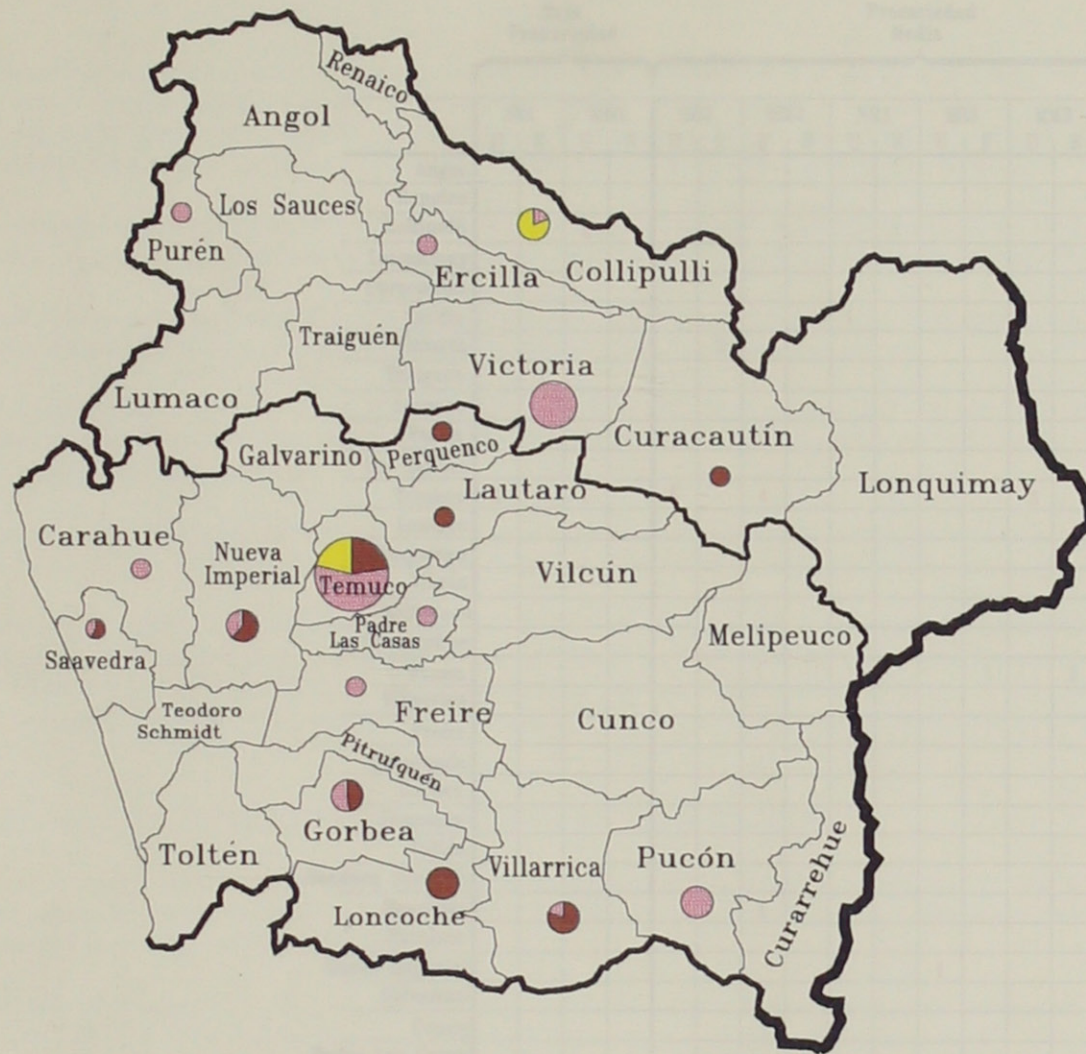 Renaico
Angol
Los Sauces
Purén
Ercilla
Collipulli
Traiguén
Victoria
Lumaco
Galvarino
Perquenco
Curacautín
Lautaro
Lonquimay
Carahue
Nueva
Imperial
Temuco
Vilcún
Padre
Las Casas
Saavedra
Melipeuco
Teodoro
Schmidt
Freire
Cunco
Pitrufquén
Gorbea
Toltén
Villarrica
Pucón
Loncoche
Curarrehue